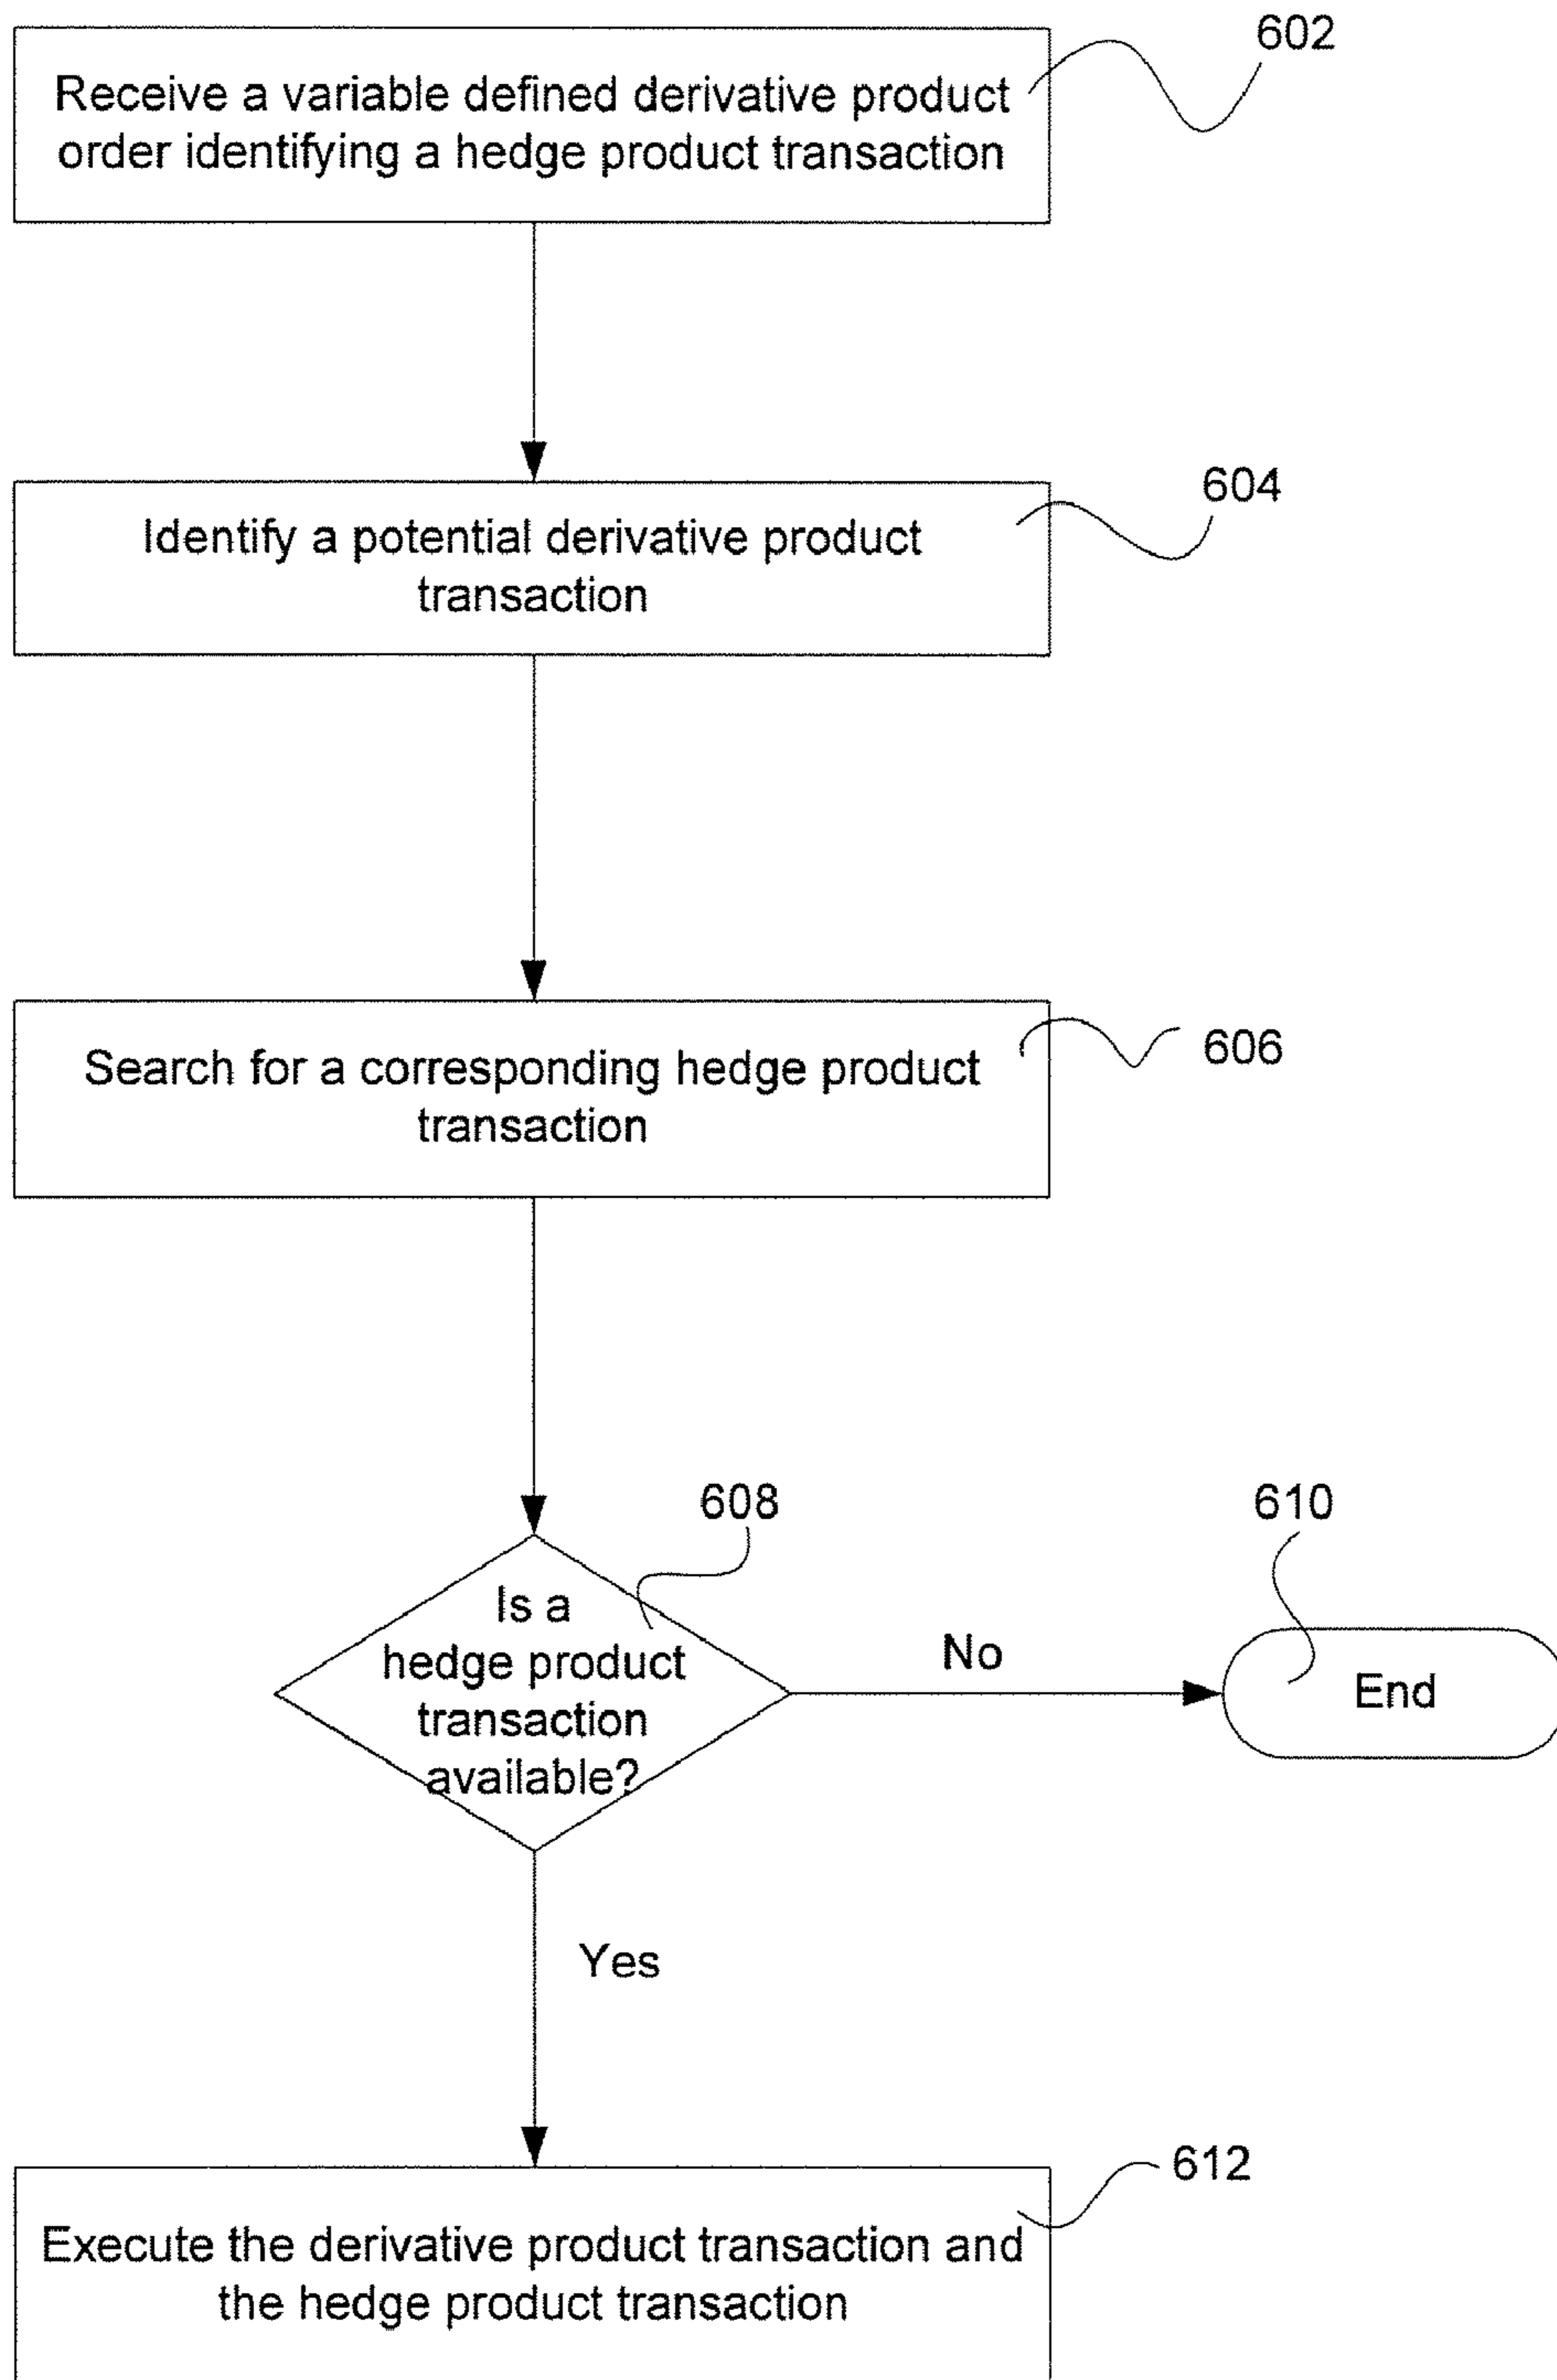 602
Receive a variable defined derivative product
order identifying a hedge product transaction
604
Identify a potential derivative product
transaction
606
Search for a corresponding hedge product
transaction
608
610
Is a
hedge product
transaction
available?
No
End
Yes
612
Execute the derivative product transaction and
the hedge product transaction